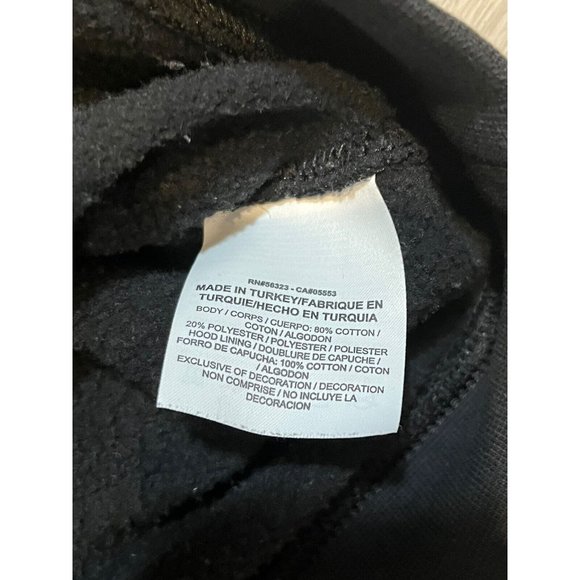 RN#56323 - CA#05553
MADE IN TURKEY/FABRIQUE EN
TURQUIE/HECHO EN TURQUIA
BODY / CORPS / CUERPO: 80% COTTON /
COTON / ALGODON
20% POLYESTER / POLYESTER / POLIESTER
HOOD LINING / DOUBLURE DE CAPUCHE /
FORRO DE CAPUCHA: 100% COTTON / COTON
/ ALGODON
EXCLUSIVE OF DECORATION / DECORATION
NON COMPRISE / NO INCLUYE LA
DECORACION